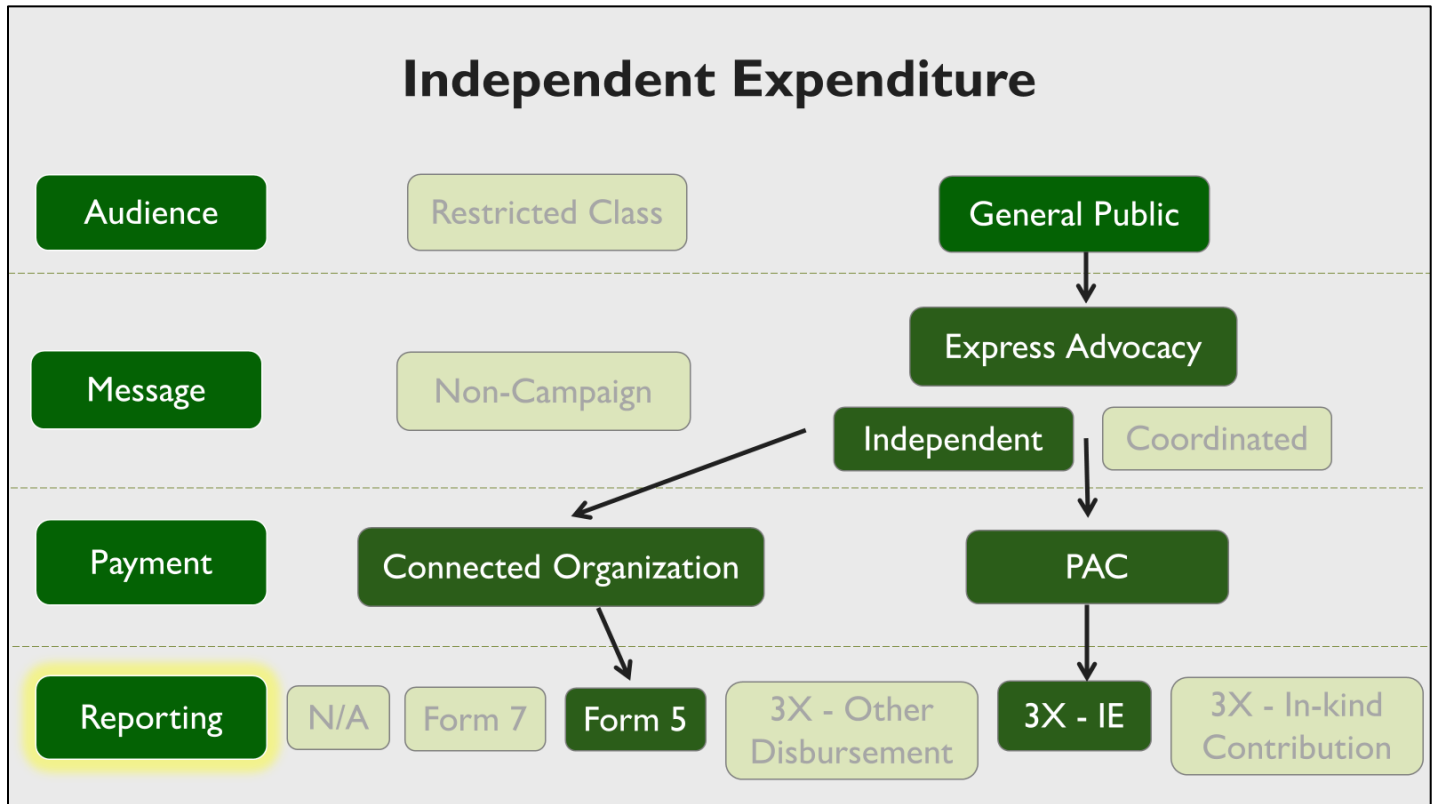 Independent Expenditure
Audience
Restricted Class
General Public
Message
Non-Campaign
Express Advocacy
Independent
Coordinated
Payment
Connected Organization
PAC
Reporting
N/A
Form 7
Form 5
3X - Other
Disbursement
3X - IE
3X - In-kind
Contribution